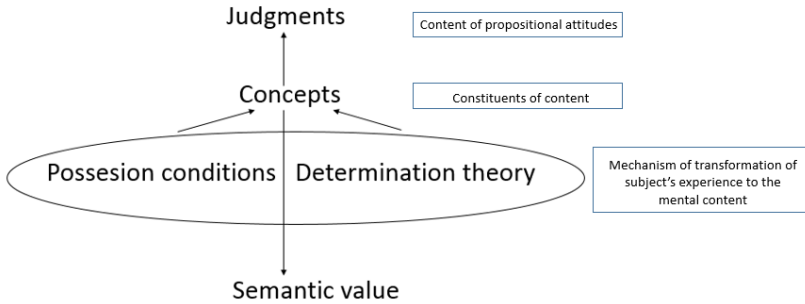 Judgments
Content of propositional attitudes
Concepts
Constituents of content
Possesion conditions
Determination theory
Mechanism of transformation of
subject's experience to the
mental content
Semantic value